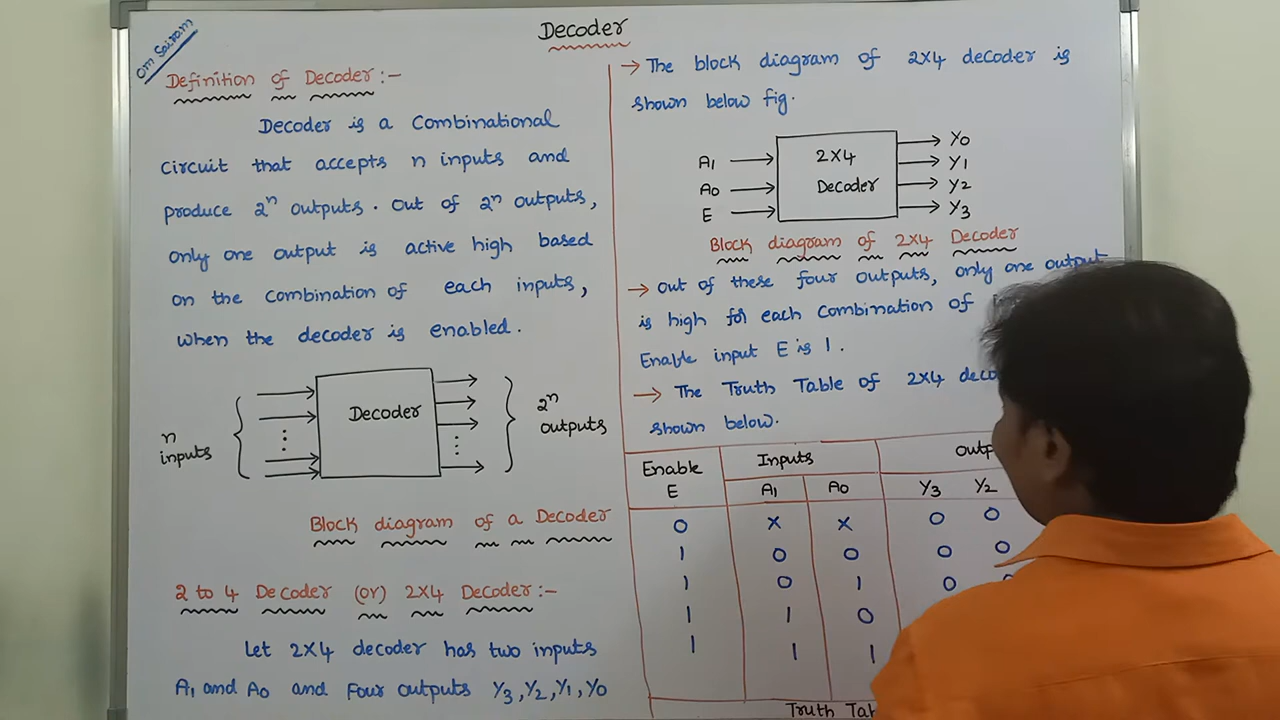 Decoder
Om Sairam
Definition of Decoder:-
Decoder is a Combinational
Circuit that accepts n inputs and
produce 2ⁿ outputs. out of 2ⁿ outputs,
only one output is active high based
on the combination of each inputs,
when the decoder is enabled.
n
inputs
Decoder
2ⁿ
outputs
Block diagram of a Decoder
2 to 4 Decoder (or) 2x4 Decoder:-
Let 2x4 decoder has two inputs
A1 and A0 and Four outputs Y3, Y2, Y1, Y0
→ The block diagram of 2x4 decoder is
shown below fig.
A1
A0
E
2x4
Decoder
Y0
Y1
Y2
Y3
Block diagram of 2x4 Decoder
→ out of these four outputs, only one output
is high for each Combination of
Enable input E is 1.
→ The Truth Table of 2x4
shown below.
Enable Inputs
E A1 A0 Y3 Y2
0 x x 0 0
1 0 0 0 0
1 0 1 0
1 1 0
1 1 1
Truth